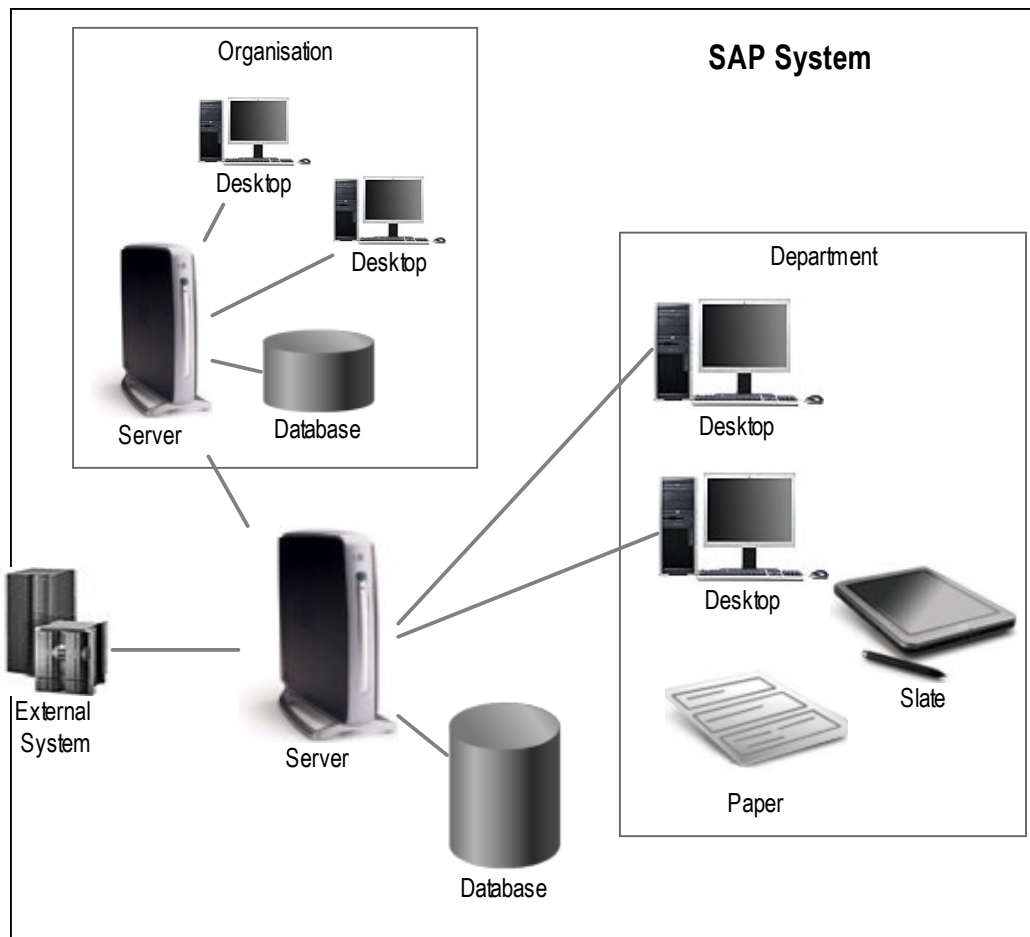 SAP System
Organisation
Desktop
Desktop
Server
Database
Department
Desktop
Desktop
Slate
Paper
External
System
Server
Database